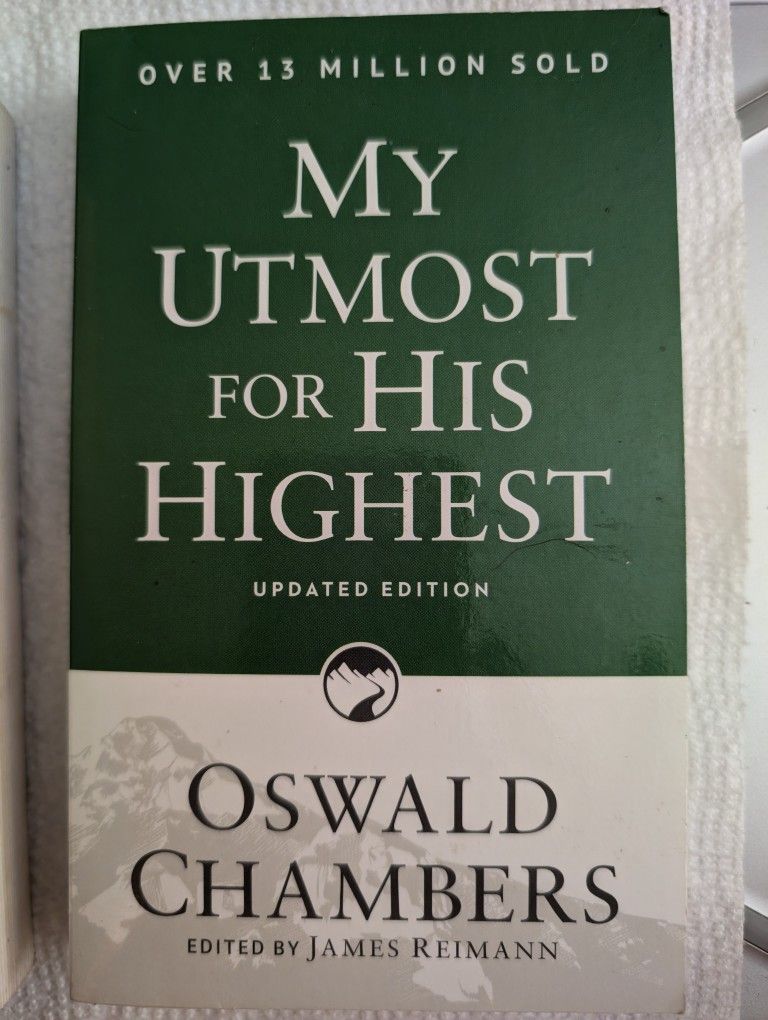 OVER 13 MILLION SOLD
MY
UTMOST
FOR HIS
HIGHEST
UPDATED EDITION
OSWALD
CHAMBERS
EDITED BY JAMES REIMANN